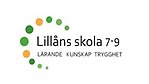 Lillåns skola 7-9
LÄRANDE KUNSKAP TRYGGHET